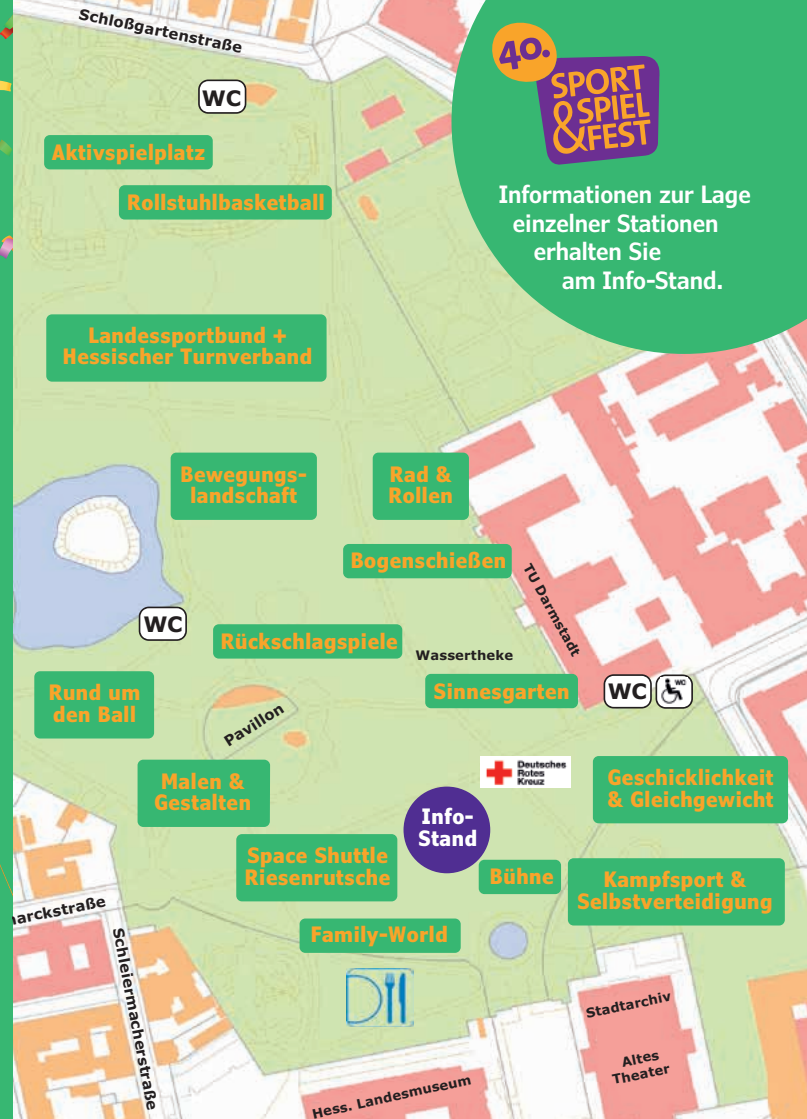 Schloßgartenstraße
40.
SPORT
& SPIEL
FEST
WC
Aktivspielplatz
Rollstuhlbasketball
Informationen zur Lage
einzelner Stationen
erhalten Sie
am Info-Stand.
Landessportbund +
Hessischer Turnverband
Bewegungs-
landschaft
Rad &
Rollen
Bogenschießen
TU Darmstadt
WC
Rückschlagspiele
Wassertheke
Rund um
den Ball
Sinnesgarten
WC
WC
Pavillon
Malen &
Gestalten
Deutsches
Rotes
Kreuz
Geschicklichkeit
& Gleichgewicht
Info-
Stand
Space Shuttle
Riesenrutsche
Bühne
Kampfsport &
Selbstverteidigung
arckstraße
Family-World
Schleiermacherstraße
Stadtarchiv
Altes
Theater
Hess. Landesmuseum